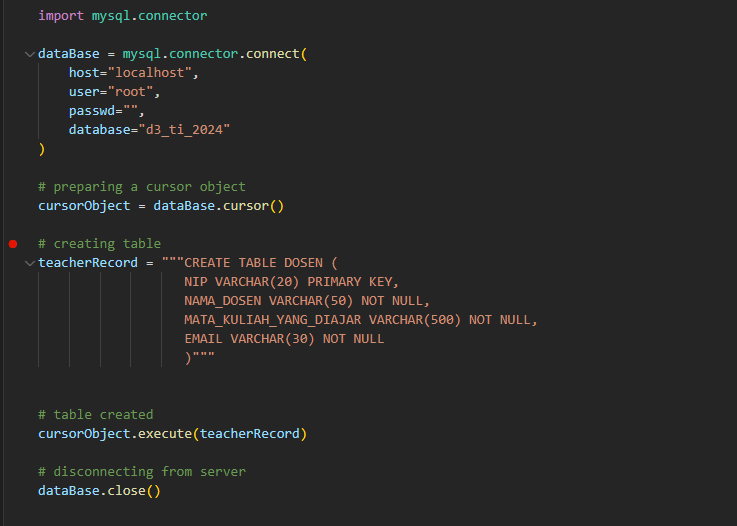 import mysql.connector
dataBase = mysql.connector.connect(
host="localhost",
user="root",
passwd="",
database="d3_ti_2024"
)
# preparing a cursor object
cursorObject = dataBase.cursor()
# creating table
teacherRecord = """CREATE TABLE DOSEN (
NIP VARCHAR(20) PRIMARY KEY,
NAMA_DOSEN VARCHAR(50) NOT NULL,
MATA_KULIAH_YANG_DIAJAR VARCHAR(500) NOT NULL,
EMAIL VARCHAR(30) NOT NULL
)"""
# table created
cursorObject.execute(teacherRecord)
# disconnecting from server
dataBase.close()